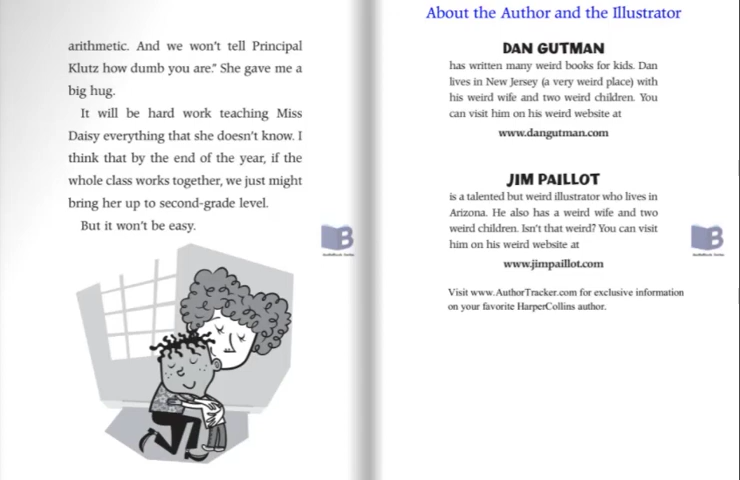 arithmetic. And we won't tell Principal
Klutz how dumb you are." She gave me a
big hug.
It will be hard work teaching Miss
Daisy everything that she doesn't know. I
think that by the end of the year, if the
whole class works together, we just might
bring her up to second-grade level.
But it won't be easy.
B
About the Author and the Illustrator
DAN GUTMAN
has written many weird books for kids. Dan
lives in New Jersey (a very weird place) with
his weird wife and two weird children. You
can visit him on his weird website at
www.dangutman.com
JIM PAILLOT
is a talented but weird illustrator who lives in
Arizona. He also has a weird wife and two
weird children. Isn't that weird? You can visit
him on his weird website at
www.jimpaillot.com
Visit www.AuthorTracker.com for exclusive information
on your favorite HarperCollins author.
B